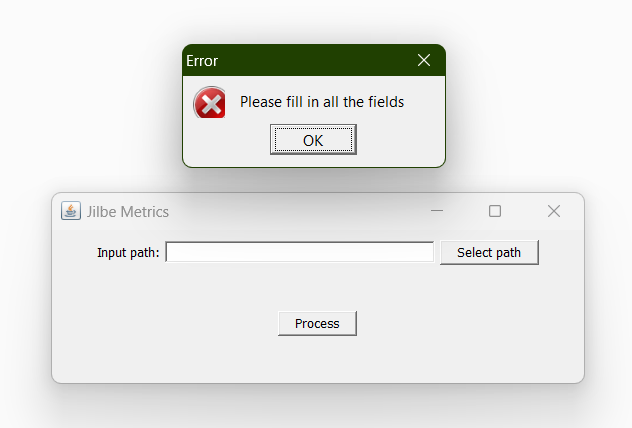 Error
Please fill in all the fields
OK
Jilbe Metrics
Input path: Select path
Process